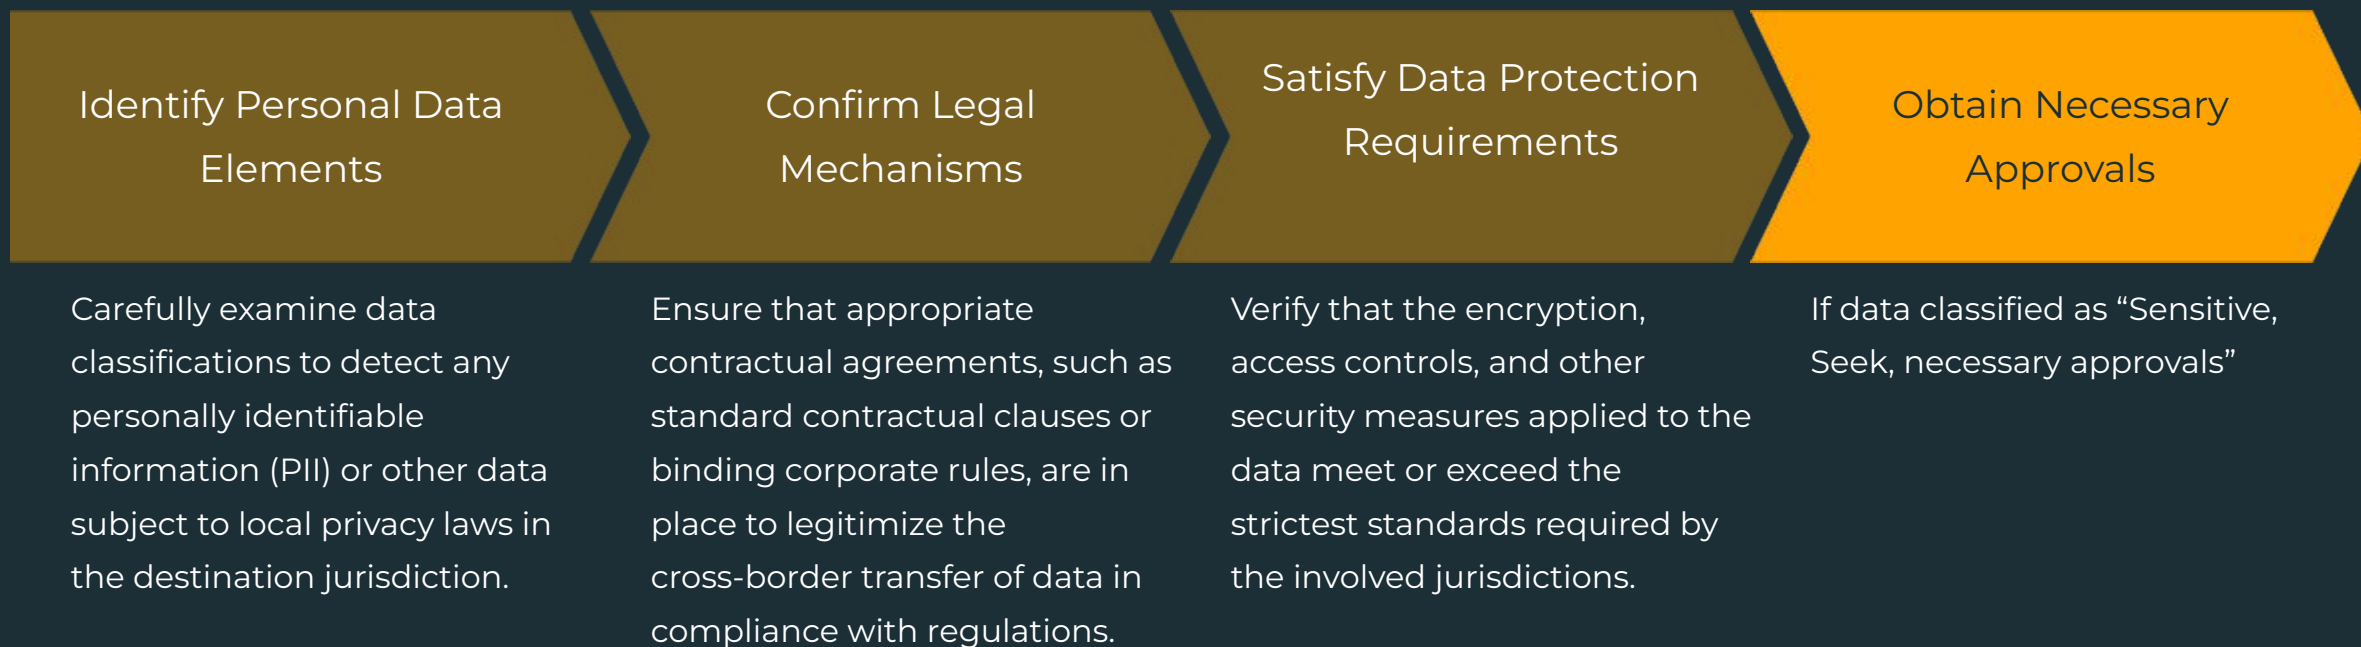 Identify Personal Data
Elements
Carefully examine data
classifications to detect any
personally identifiable
information (PII) or other data
subject to local privacy laws in
the destination jurisdiction.
Confirm Legal
Mechanisms
Ensure that appropriate
contractual agreements, such as
standard contractual clauses or
binding corporate rules, are in
place to legitimize the
cross-border transfer of data in
compliance with regulations.
Satisfy Data Protection
Requirements
Verify that the encryption,
access controls, and other
security measures applied to the
data meet or exceed the
strictest standards required by
the involved jurisdictions.
Obtain Necessary
Approvals
If data classified as “Sensitive,
Seek, necessary approvals”